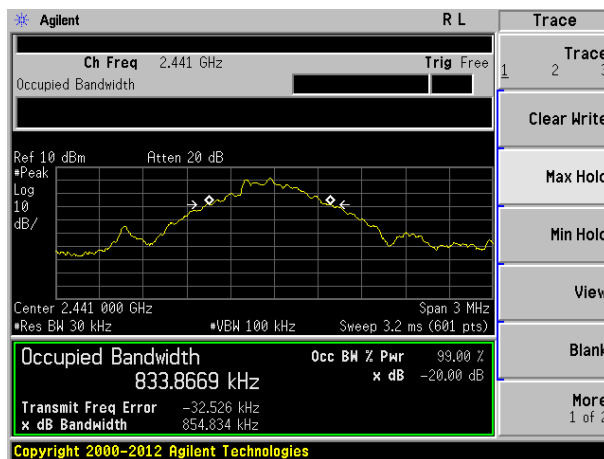 Agilent R L Trace
Ch Freq 2.441 GHz Trig Free
Occupied Bandwidth
Trace
1 2 3
Clear Write
Max Hold
Min Hold
View
Blank
More
1 of 2
Ref 10 dBm Atten 20 dB
#Peak
Log
10
dB/
Center 2.441 000 GHz Span 3 MHz
#Res BW 30 kHz #VBW 100 kHz Sweep 3.2 ms (601 pts)
Occupied Bandwidth Occ BW % Pwr 99.00 %
833.8669 kHz x dB -20.00 dB
Transmit Freq Error -32.526 kHz
x dB Bandwidth 854.834 kHz
Copyright 2000-2012 Agilent Technologies